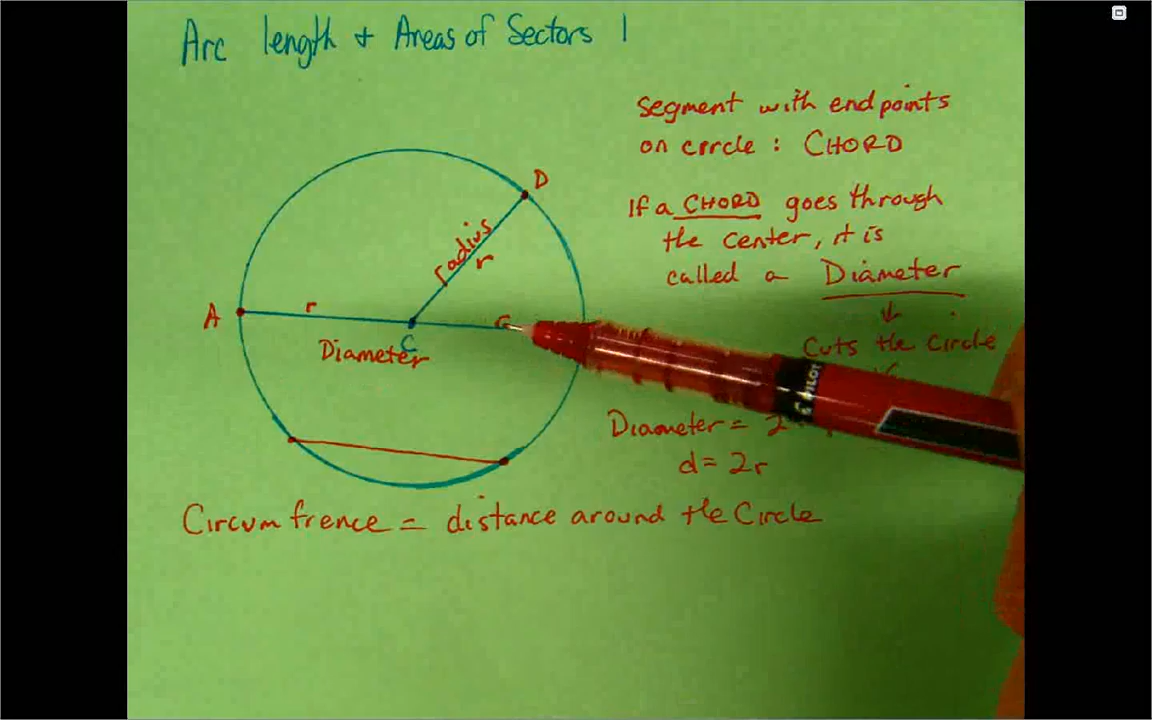 Arc length + Areas of Sectors 1
segment with endpoints
on circle : CHORD
If a CHORD goes through
the center, it is
called a Diameter
Cuts the Circle
D
radius
r
A
r
C
Diameter
Diameter = 2
d = 2r
Circumfrence = distance around the Circle
PILOT